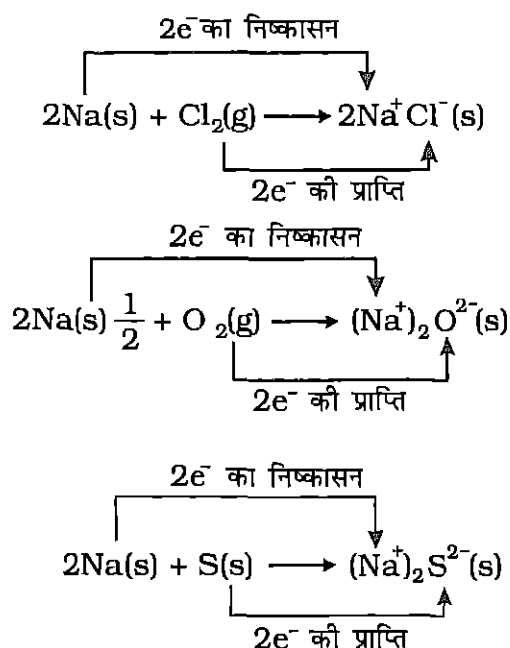 2e⁻ का निष्कासन
2Na(s) + Cl₂(g) ⟶ 2Na⁺Cl⁻(s)
2e⁻ की प्राप्ति
2e⁻ का निष्कासन
2Na(s) 1/2 + O₂(g) ⟶ (Na⁺)₂O²⁻(s)
2e⁻ की प्राप्ति
2e⁻ का निष्कासन
2Na(s) + S(s) ⟶ (Na⁺)₂S²⁻(s)
2e⁻ की प्राप्ति